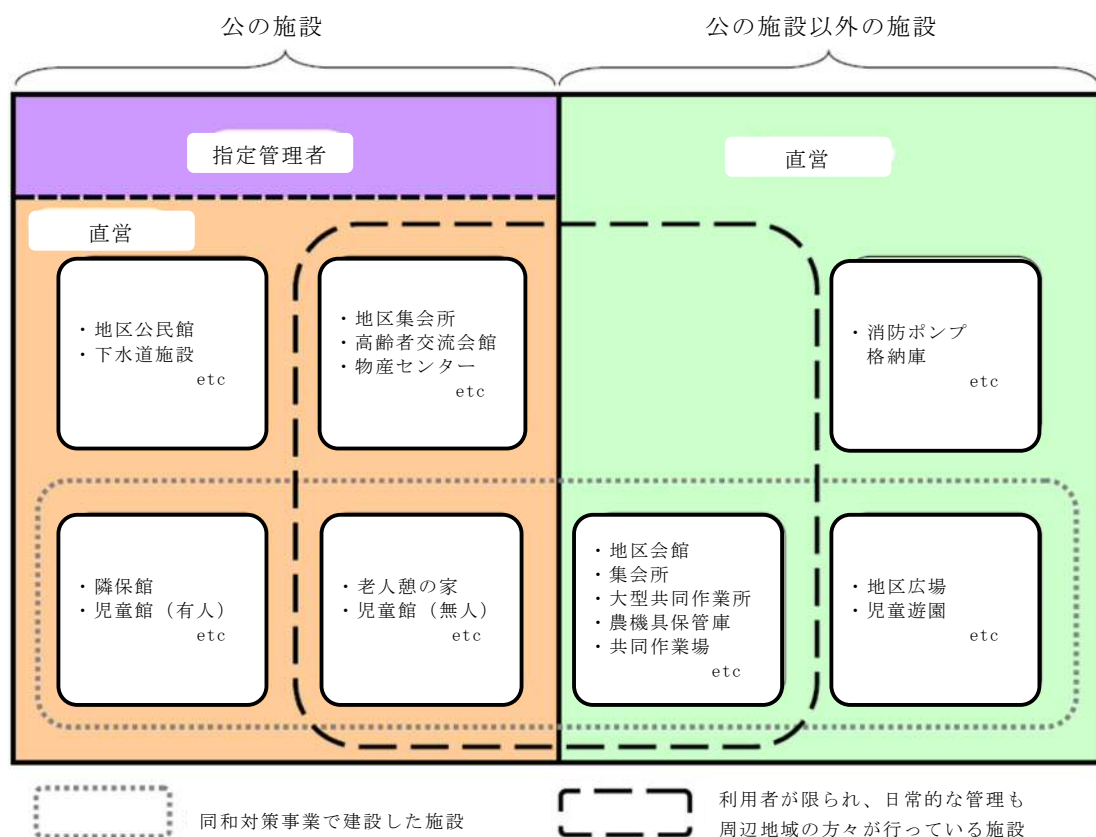 公の施設
公の施設以外の施設
指定管理者
直営
直営
・地区公民館
・下水道施設
etc
・地区集会所
・高齢者交流会館
・物産センター
etc
・消防ポンプ
格納庫
etc
・隣保館
・児童館（有人）
etc
・老人憩の家
・児童館（無人）
etc
・地区会館
・集会所
・大型共同作業所
・農機具保管庫
・共同作業場
etc
・地区広場
・児童遊園
etc
同和対策事業で建設した施設
利用者が限られ、日常的な管理も
周辺地域の方々が行っている施設